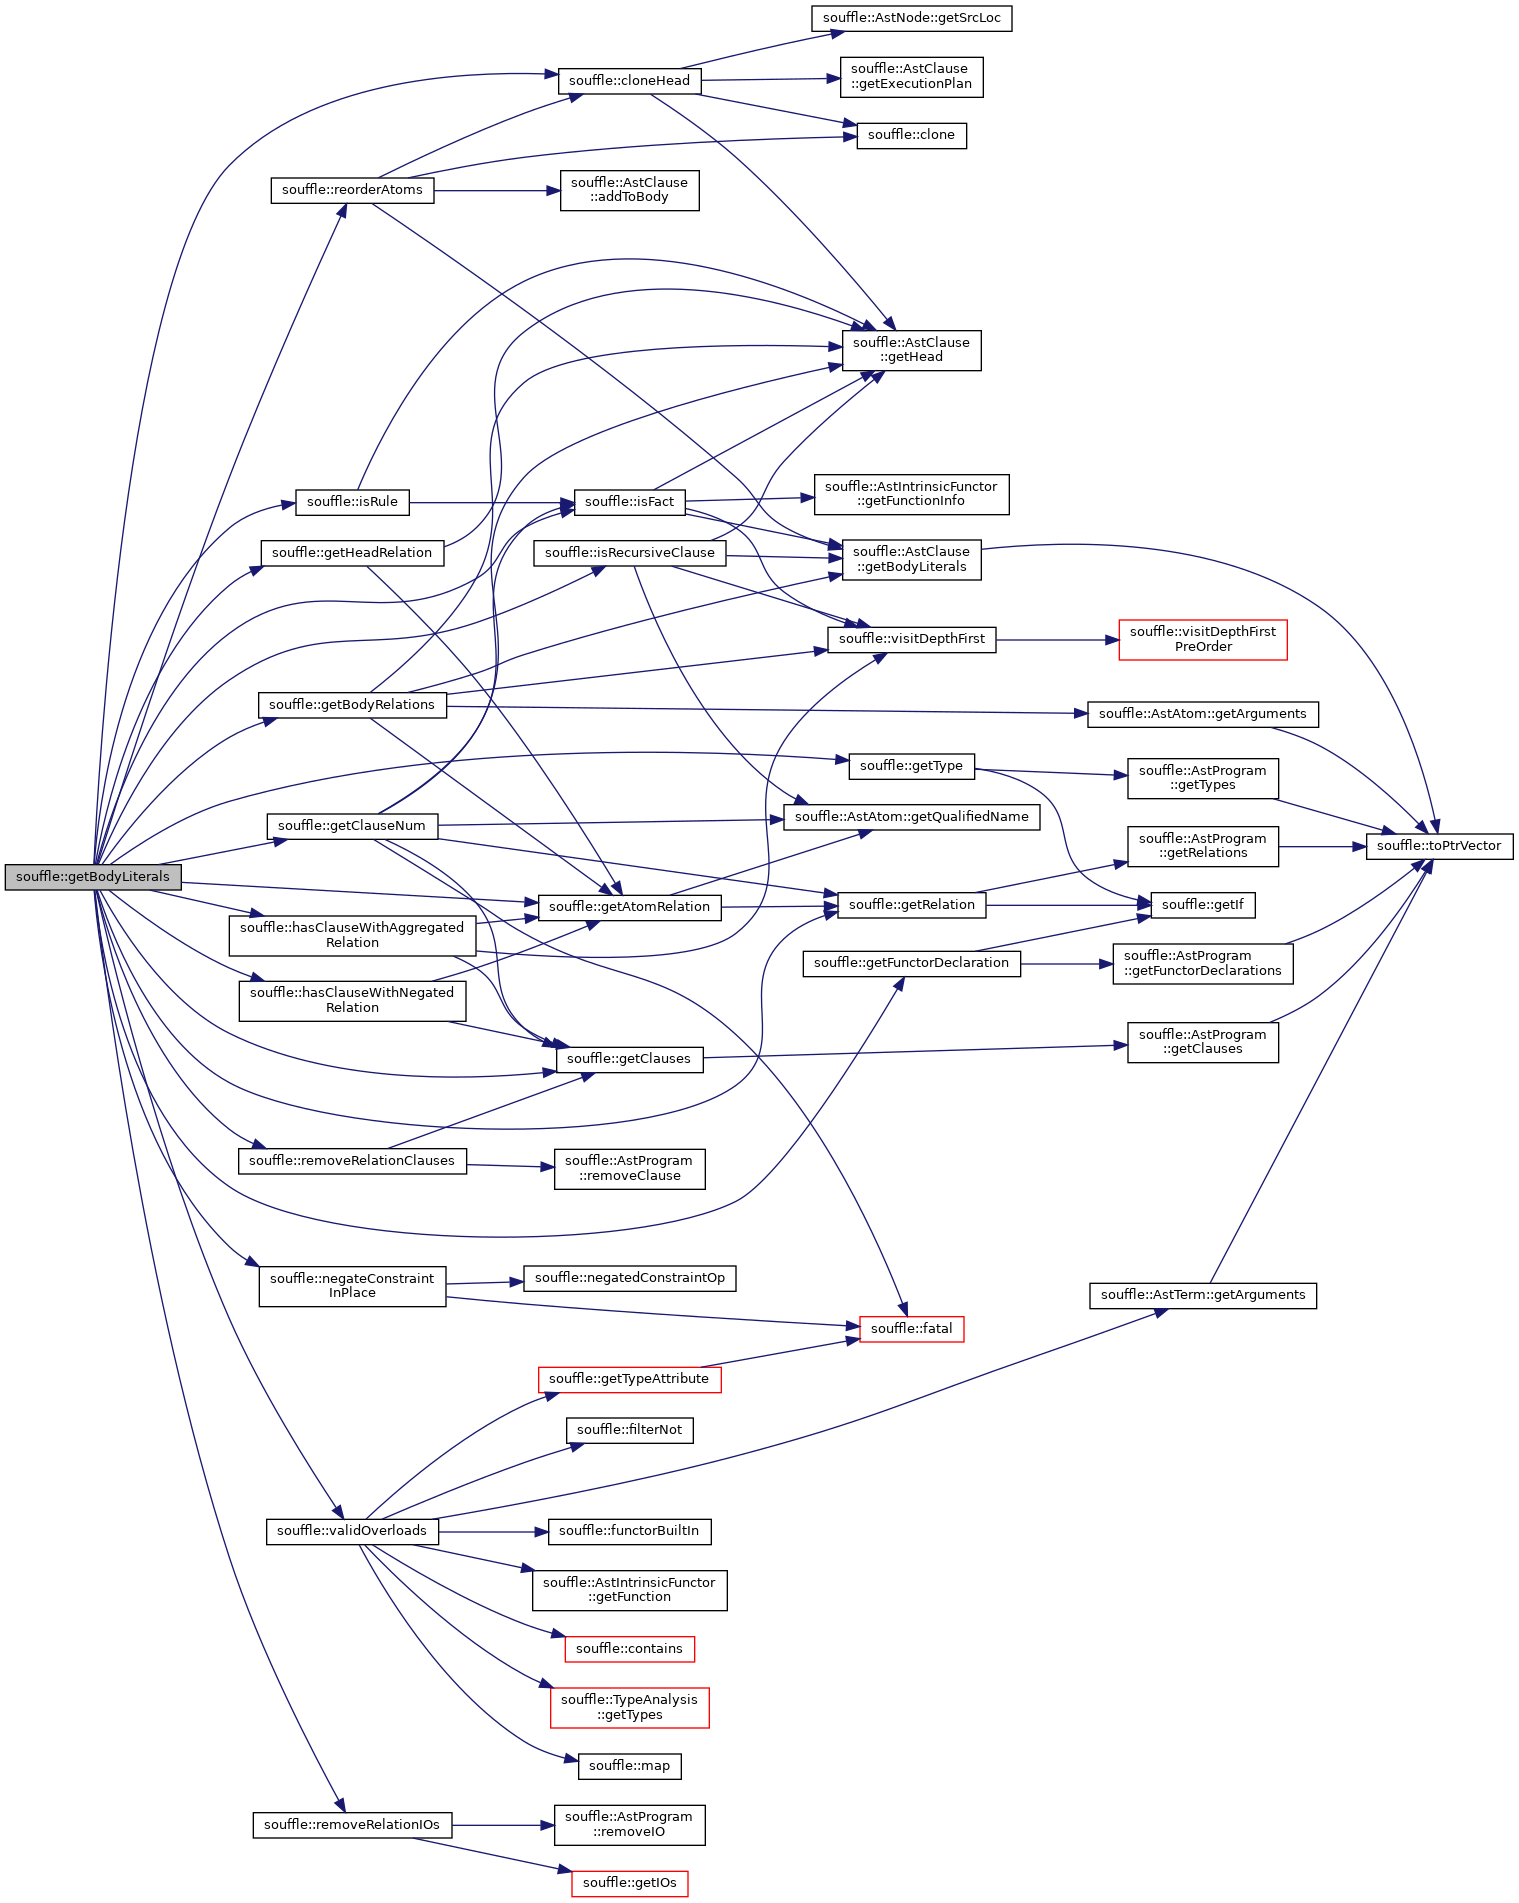 souffle::AstNode::getSrcLoc
souffle::AstClause
::getExecutionPlan
souffle::cloneHead
souffle::clone
souffle::reorderAtoms
souffle::AstClause
::addToBody
souffle::AstClause
::getHead
souffle::isRule
souffle::isFact
souffle::AstIntrinsicFunctor
::getFunctionInfo
souffle::getHeadRelation
souffle::isRecursiveClause
souffle::AstClause
::getBodyLiterals
souffle::visitDepthFirst
souffle::visitDepthFirst
PreOrder
souffle::getBodyRelations
souffle::AstAtom::getArguments
souffle::getType
souffle::AstProgram
::getTypes
souffle::getClauseNum
souffle::AstAtom::getQualifiedName
souffle::AstProgram
::getRelations
souffle::toPtrVector
souffle::getBodyLiterals
souffle::getAtomRelation
souffle::getRelation
souffle::getIf
souffle::hasClauseWithAggregated
Relation
souffle::getFunctorDeclaration
souffle::AstProgram
::getFunctorDeclarations
souffle::hasClauseWithNegated
Relation
souffle::getClauses
souffle::AstProgram
::getClauses
souffle::removeRelationClauses
souffle::AstProgram
::removeClause
souffle::negateConstraint
InPlace
souffle::negatedConstraintOp
souffle::AstTerm::getArguments
souffle::fatal
souffle::getTypeAttribute
souffle::filterNot
souffle::validOverloads
souffle::functorBuiltIn
souffle::AstIntrinsicFunctor
::getFunction
souffle::contains
souffle::TypeAnalysis
::getTypes
souffle::map
souffle::removeRelationIOs
souffle::AstProgram
::removeIO
souffle::getIOs